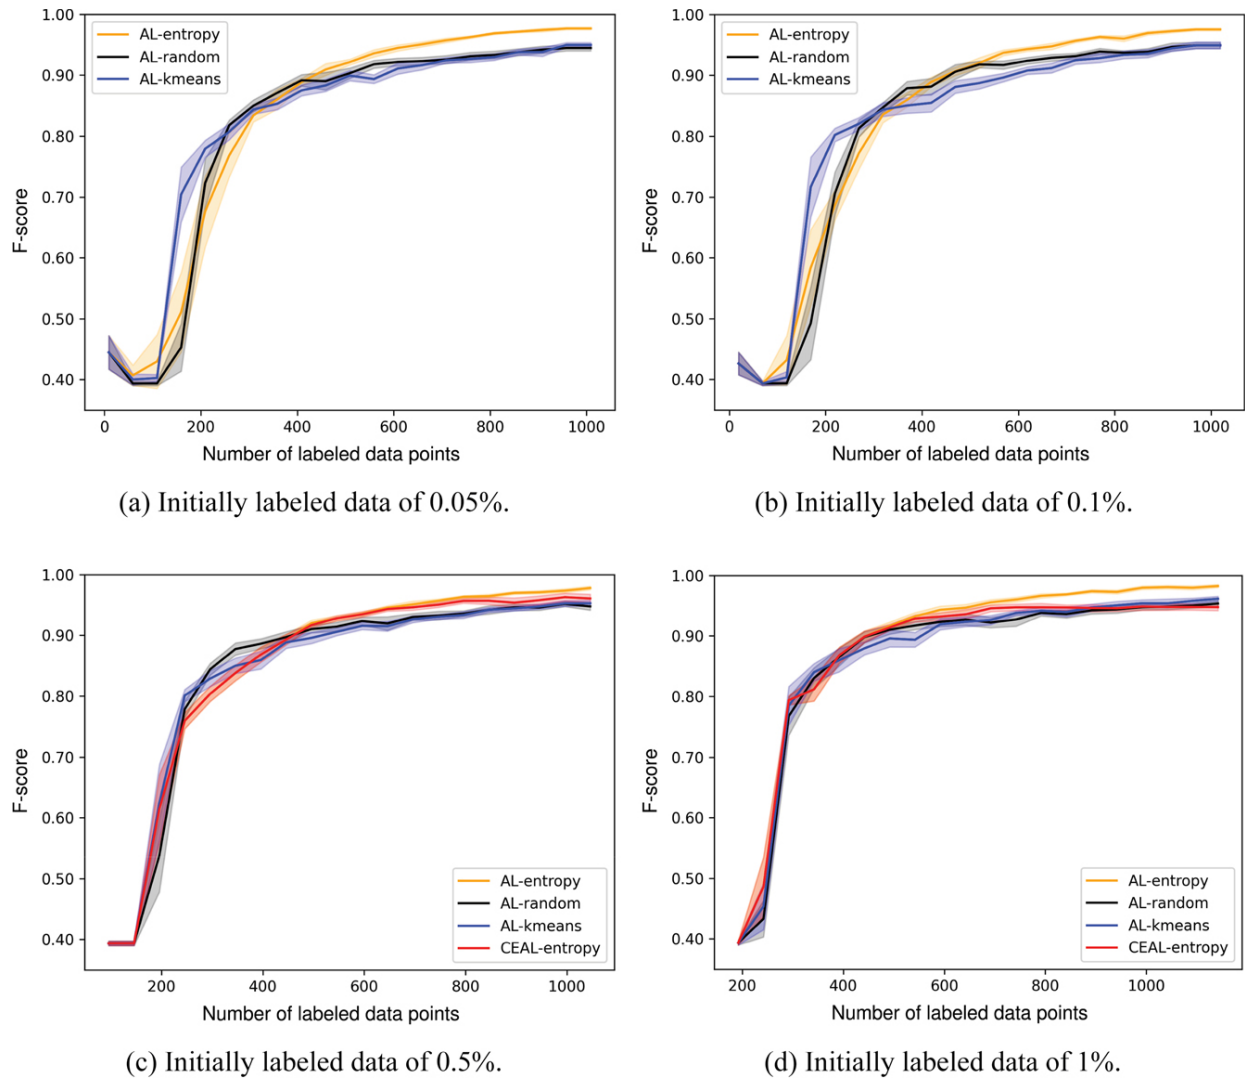 1.00
0.90
0.80
0.70
0.60
0.50
0.40
F-score
AL-entropy
AL-random
AL-kmeans
0 200 400 600 800 1000
Number of labeled data points
(a) Initially labeled data of 0.05%.
1.00
0.90
0.80
0.70
0.60
0.50
0.40
F-score
AL-entropy
AL-random
AL-kmeans
0 200 400 600 800 1000
Number of labeled data points
(b) Initially labeled data of 0.1%.
1.00
0.90
0.80
0.70
0.60
0.50
0.40
F-score
AL-entropy
AL-random
AL-kmeans
CEAL-entropy
200 400 600 800 1000
Number of labeled data points
(c) Initially labeled data of 0.5%.
1.00
0.90
0.80
0.70
0.60
0.50
0.40
F-score
AL-entropy
AL-random
AL-kmeans
CEAL-entropy
200 400 600 800 1000
Number of labeled data points
(d) Initially labeled data of 1%.